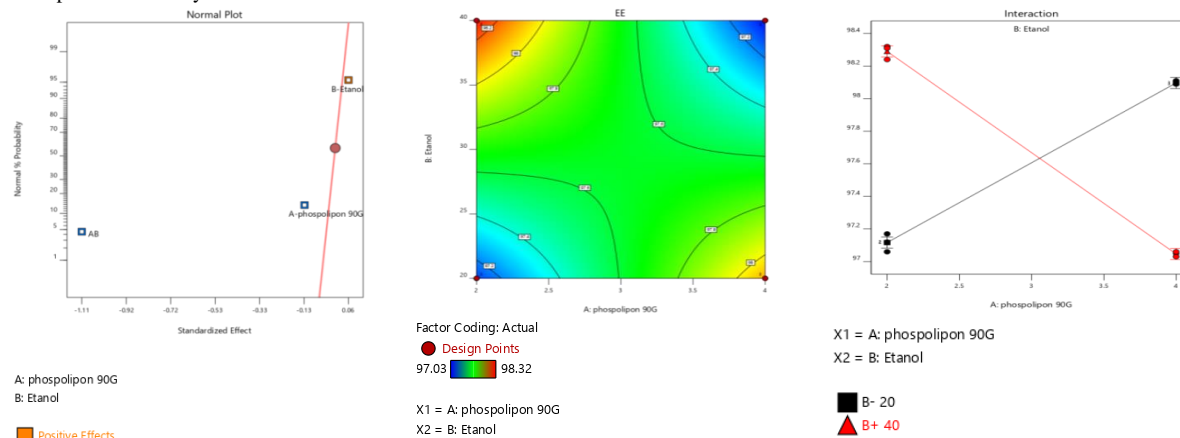 Normal Plot
Normal % Probability
99
95
90
80
70
50
30
20
10
5
1
B-Etanol
A-phospolipon 90G
AB
-1.11
-0.92
-0.72
-0.53
-0.33
-0.13
0.06
Standardized Effect
A: phospolipon 90G
B: Etanol
Positive Effects
EE
B: Etanol
40
35
30
25
20
2
2.5
3
3.5
4
A: phospolipon 90G
Factor Coding: Actual
Design Points
97.03
98.32
X1 = A: phospolipon 90G
X2 = B: Etanol
Interaction
B: Etanol
98.4
98.2
98
97.8
97.6
97.4
97.2
97
2
2.5
3
3.5
4
A: phospolipon 90G
X1 = A: phospolipon 90G
X2 = B: Etanol
B- 20
B+ 40